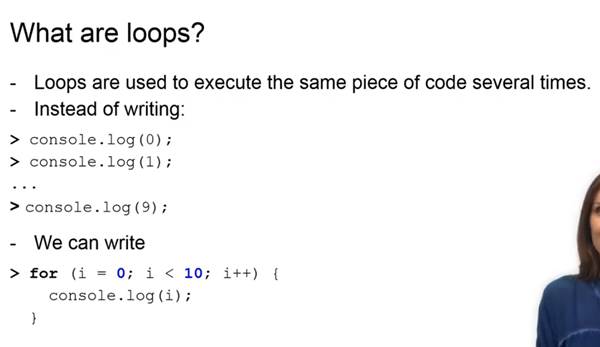 What are loops?
- Loops are used to execute the same piece of code several times.
- Instead of writing:
> console.log(0);
> console.log(1);
...
> console.log(9);
- We can write
> for (i = 0; i < 10; i++) {
console.log(i);
}